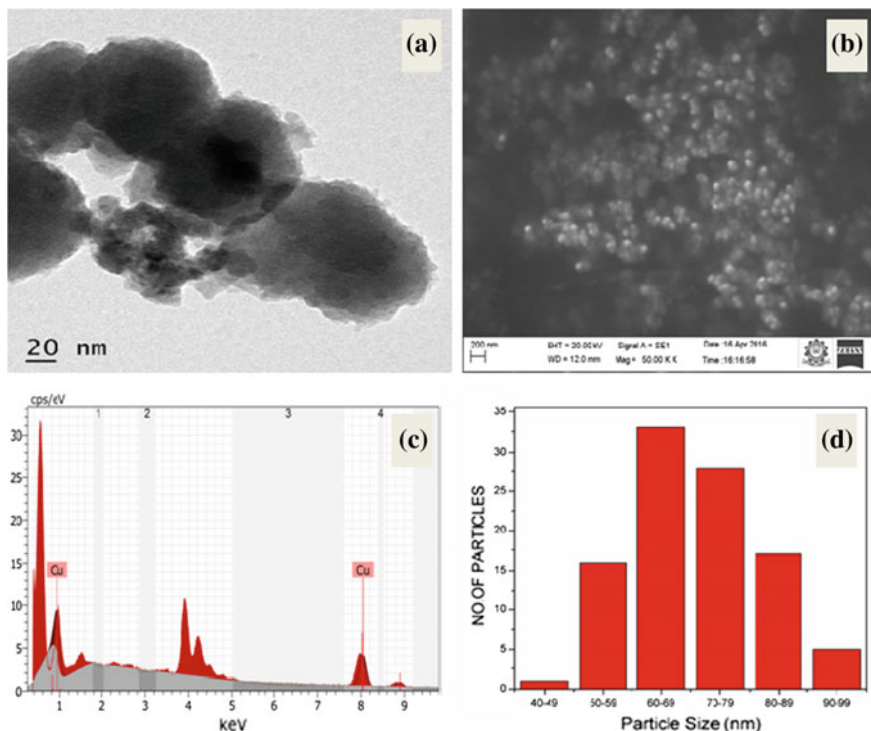 (a)
20 nm
(b)
200 nm
EHT = 20.00 kV Signal A = SE1 Date :16 Apr 2016
WD = 12.0 mm Mag = 50.00 K X Time :16:16:58
ZEISS
(c)
cps/eV
1 2 3 4
30
25
20
15
10
5
0
Cu Cu
1 2 3 4 5 6 7 8 9
keV
(d)
NO.OF PARTICLES
35
30
25
20
15
10
5
0
40-49 50-59 60-69 70-79 80-89 90-99
Particle Size (nm)